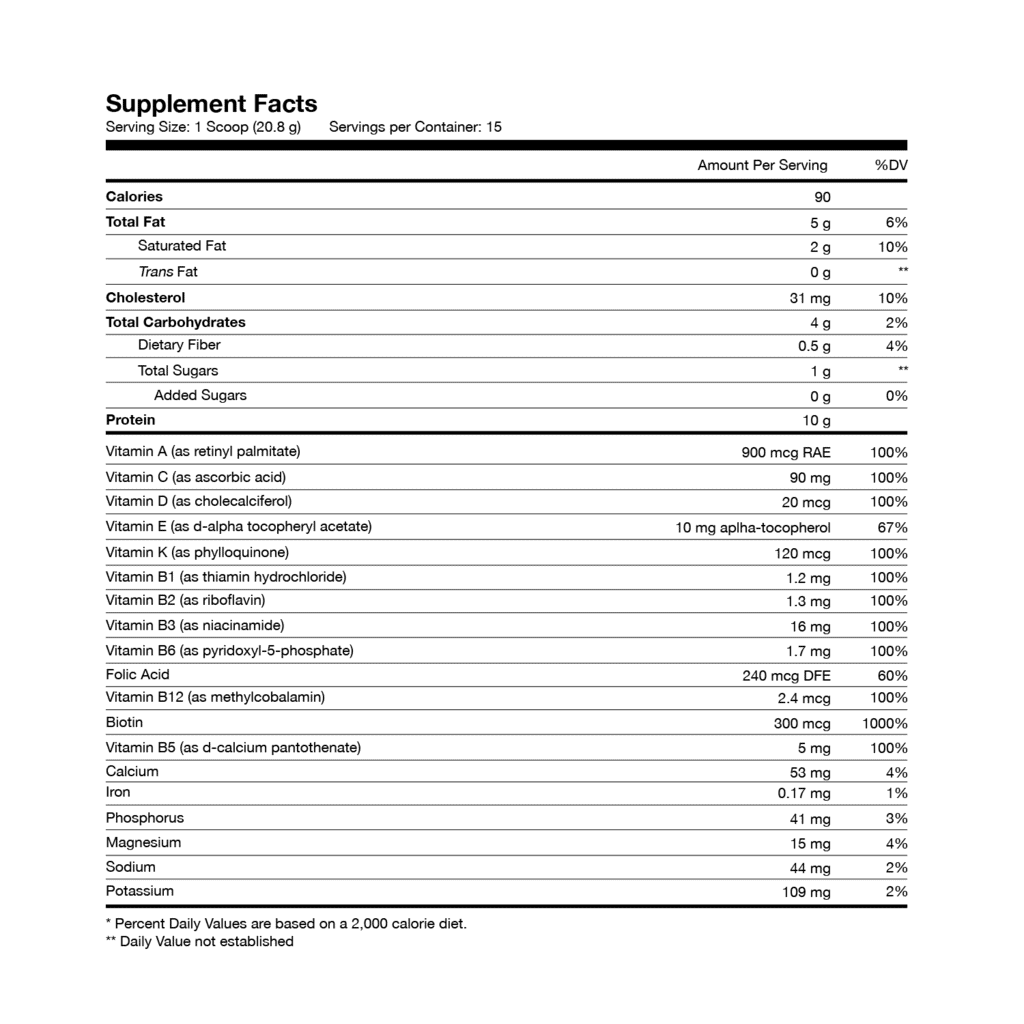 Supplement Facts
Serving Size: 1 Scoop (20.8 g) Servings per Container: 15
Amount Per Serving %DV
Calories 90
Total Fat 5 g 6%
Saturated Fat 2 g 10%
Trans Fat 0 g **
Cholesterol 31 mg 10%
Total Carbohydrates 4 g 2%
Dietary Fiber 0.5 g 4%
Total Sugars 1 g **
Added Sugars 0 g 0%
Protein 10 g
Vitamin A (as retinyl palmitate) 900 mcg RAE 100%
Vitamin C (as ascorbic acid) 90 mg 100%
Vitamin D (as cholecalciferol) 20 mcg 100%
Vitamin E (as d-alpha tocopheryl acetate) 10 mg aplha-tocopherol 67%
Vitamin K (as phylloquinone) 120 mcg 100%
Vitamin B1 (as thiamin hydrochloride) 1.2 mg 100%
Vitamin B2 (as riboflavin) 1.3 mg 100%
Vitamin B3 (as niacinamide) 16 mg 100%
Vitamin B6 (as pyridoxyl-5-phosphate) 1.7 mg 100%
Folic Acid 240 mcg DFE 60%
Vitamin B12 (as methylcobalamin) 2.4 mcg 100%
Biotin 300 mcg 1000%
Vitamin B5 (as d-calcium pantothenate) 5 mg 100%
Calcium 53 mg 4%
Iron 0.17 mg 1%
Phosphorus 41 mg 3%
Magnesium 15 mg 4%
Sodium 44 mg 2%
Potassium 109 mg 2%
* Percent Daily Values are based on a 2,000 calorie diet.
** Daily Value not established